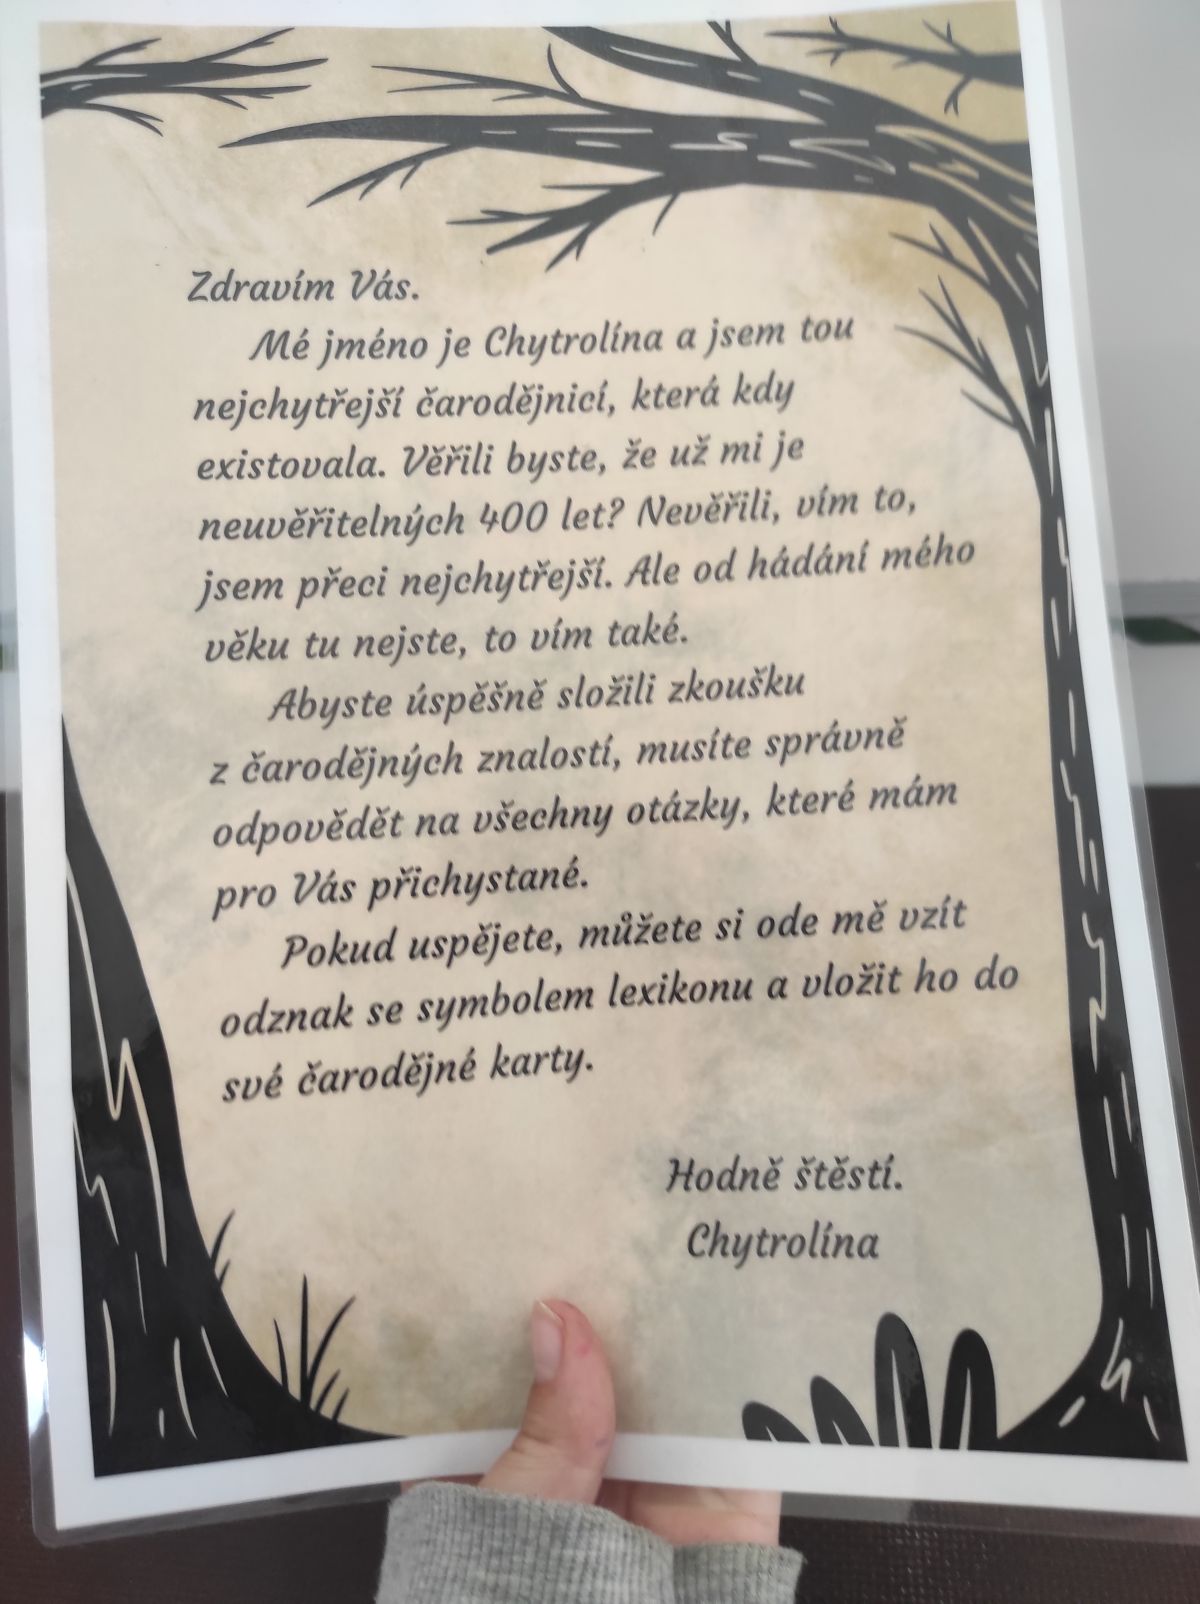 Zdravím Vás.
Mé jméno je Chytrolína a jsem tou
nejchytřejší čarodějnicí, která kdy
existovala. Věřili byste, že už mi je
neuvěřitelných 400 let? Nevěřili, vím to,
jsem přeci nejchytřejší. Ale od hádání mého
věku tu nejste, to vím také.
Abyste úspěšně složili zkoušku
z čarodějných znalostí, musíte správně
odpovědět na všechny otázky, které mám
pro Vás přichystané.
Pokud uspějete, můžete si ode mě vzít
odznak se symbolem lexikonu a vložit ho do
své čarodějné karty.
Hodně štěstí.
Chytrolína